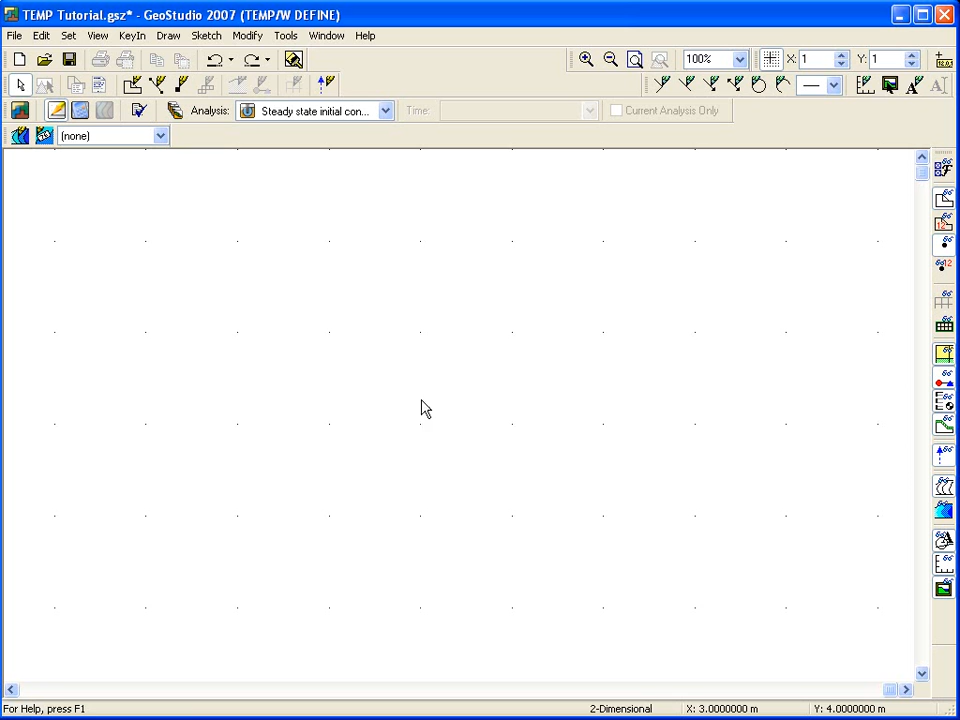 TEMP Tutorial.gsz* - GeoStudio 2007 (TEMP/W DEFINE)
File Edit Set View KeyIn Draw Sketch Modify Tools Window Help
100% X: 1 Y: 1
Analysis: Steady state initial con... Time: Current Analysis Only
(none)
For Help, press F1 2-Dimensional X: 3.0000000 m Y: 4.0000000 m